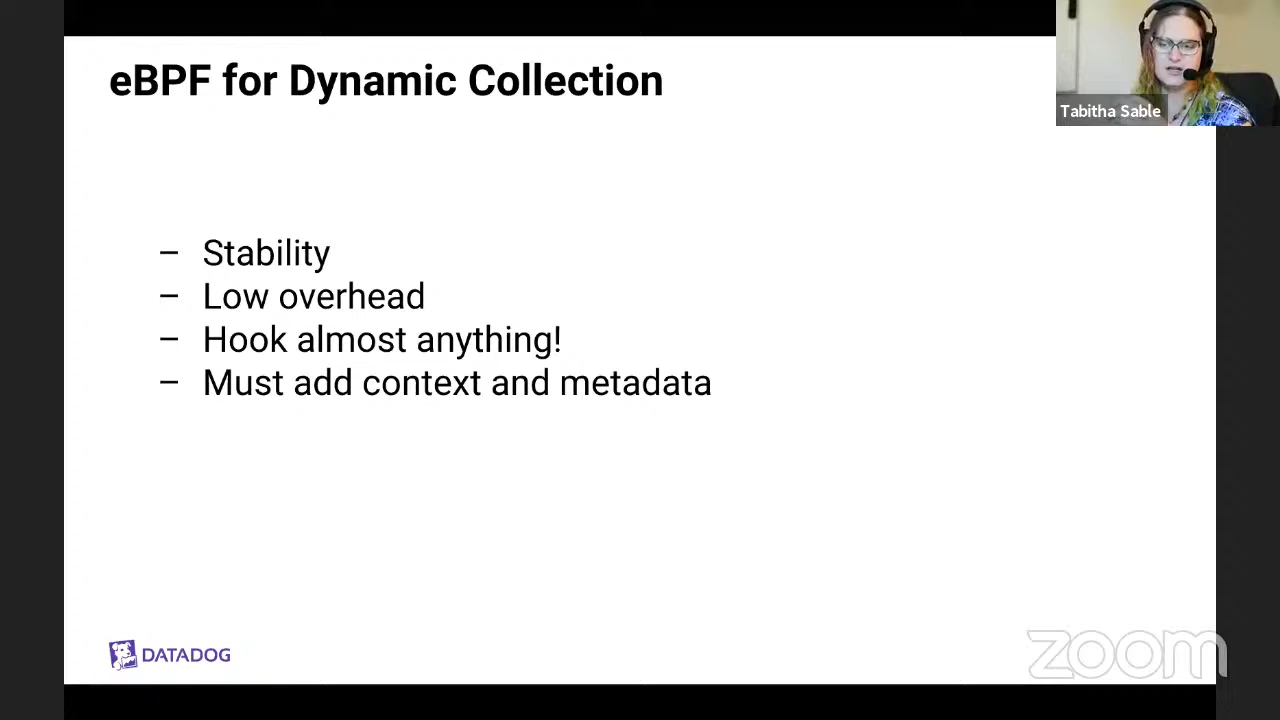 eBPF for Dynamic Collection
Tabitha Sable
– Stability
– Low overhead
– Hook almost anything!
– Must add context and metadata
DATADOG
zoom